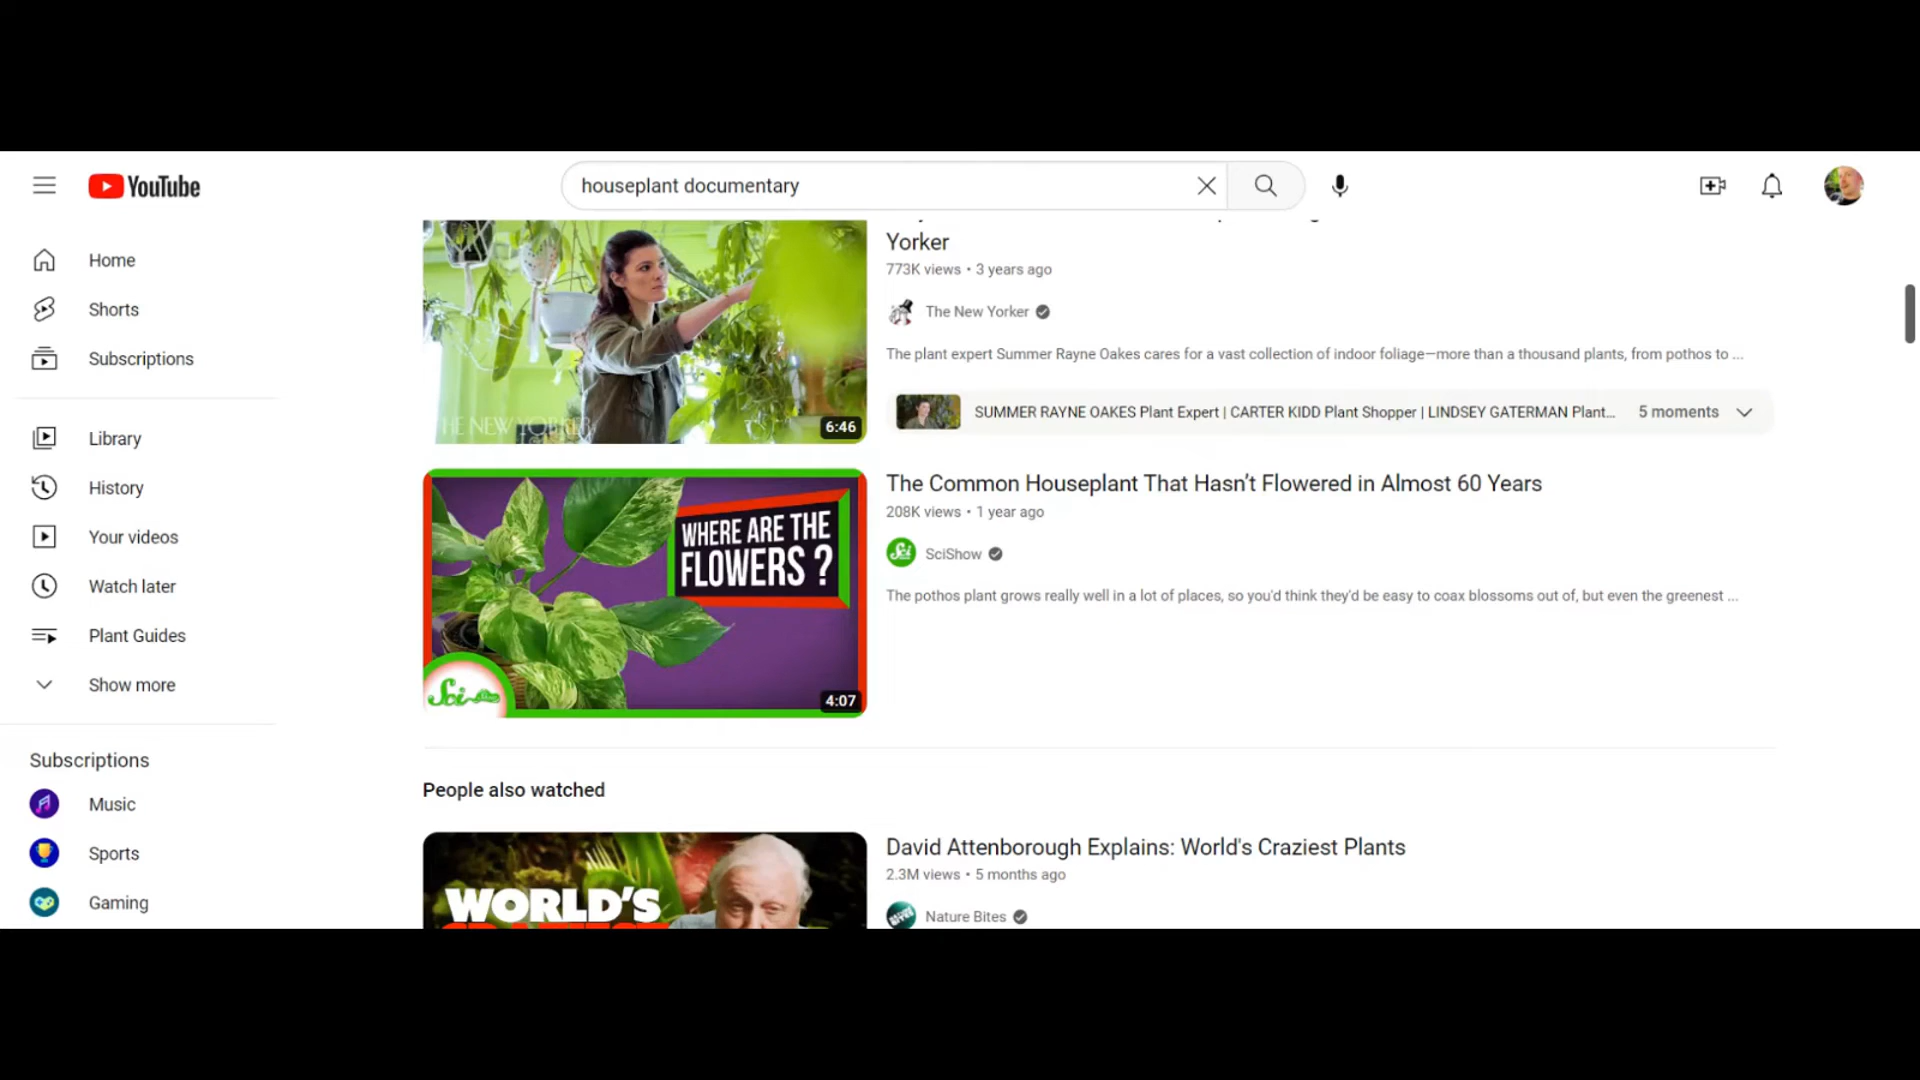 YouTube
houseplant documentary
Home
Shorts
Subscriptions
Library
History
Your videos
Watch later
Plant Guides
Show more
Subscriptions
Music
Sports
Gaming
HE NEW YORKER
6:46
Yorker
773K views • 3 years ago
The New Yorker
The plant expert Summer Rayne Oakes cares for a vast collection of indoor foliage—more than a thousand plants, from pothos to ...
SUMMER RAYNE OAKES Plant Expert | CARTER KIDD Plant Shopper | LINDSEY GATERMAN Plant... 5 moments
WHERE ARE THE
FLOWERS ?
Sci
4:07
The Common Houseplant That Hasn’t Flowered in Almost 60 Years
208K views • 1 year ago
Sci
SciShow
The pothos plant grows really well in a lot of places, so you'd think they'd be easy to coax blossoms out of, but even the greenest ...
People also watched
WORLD'S
David Attenborough Explains: World's Craziest Plants
2.3M views • 5 months ago
Nature Bites